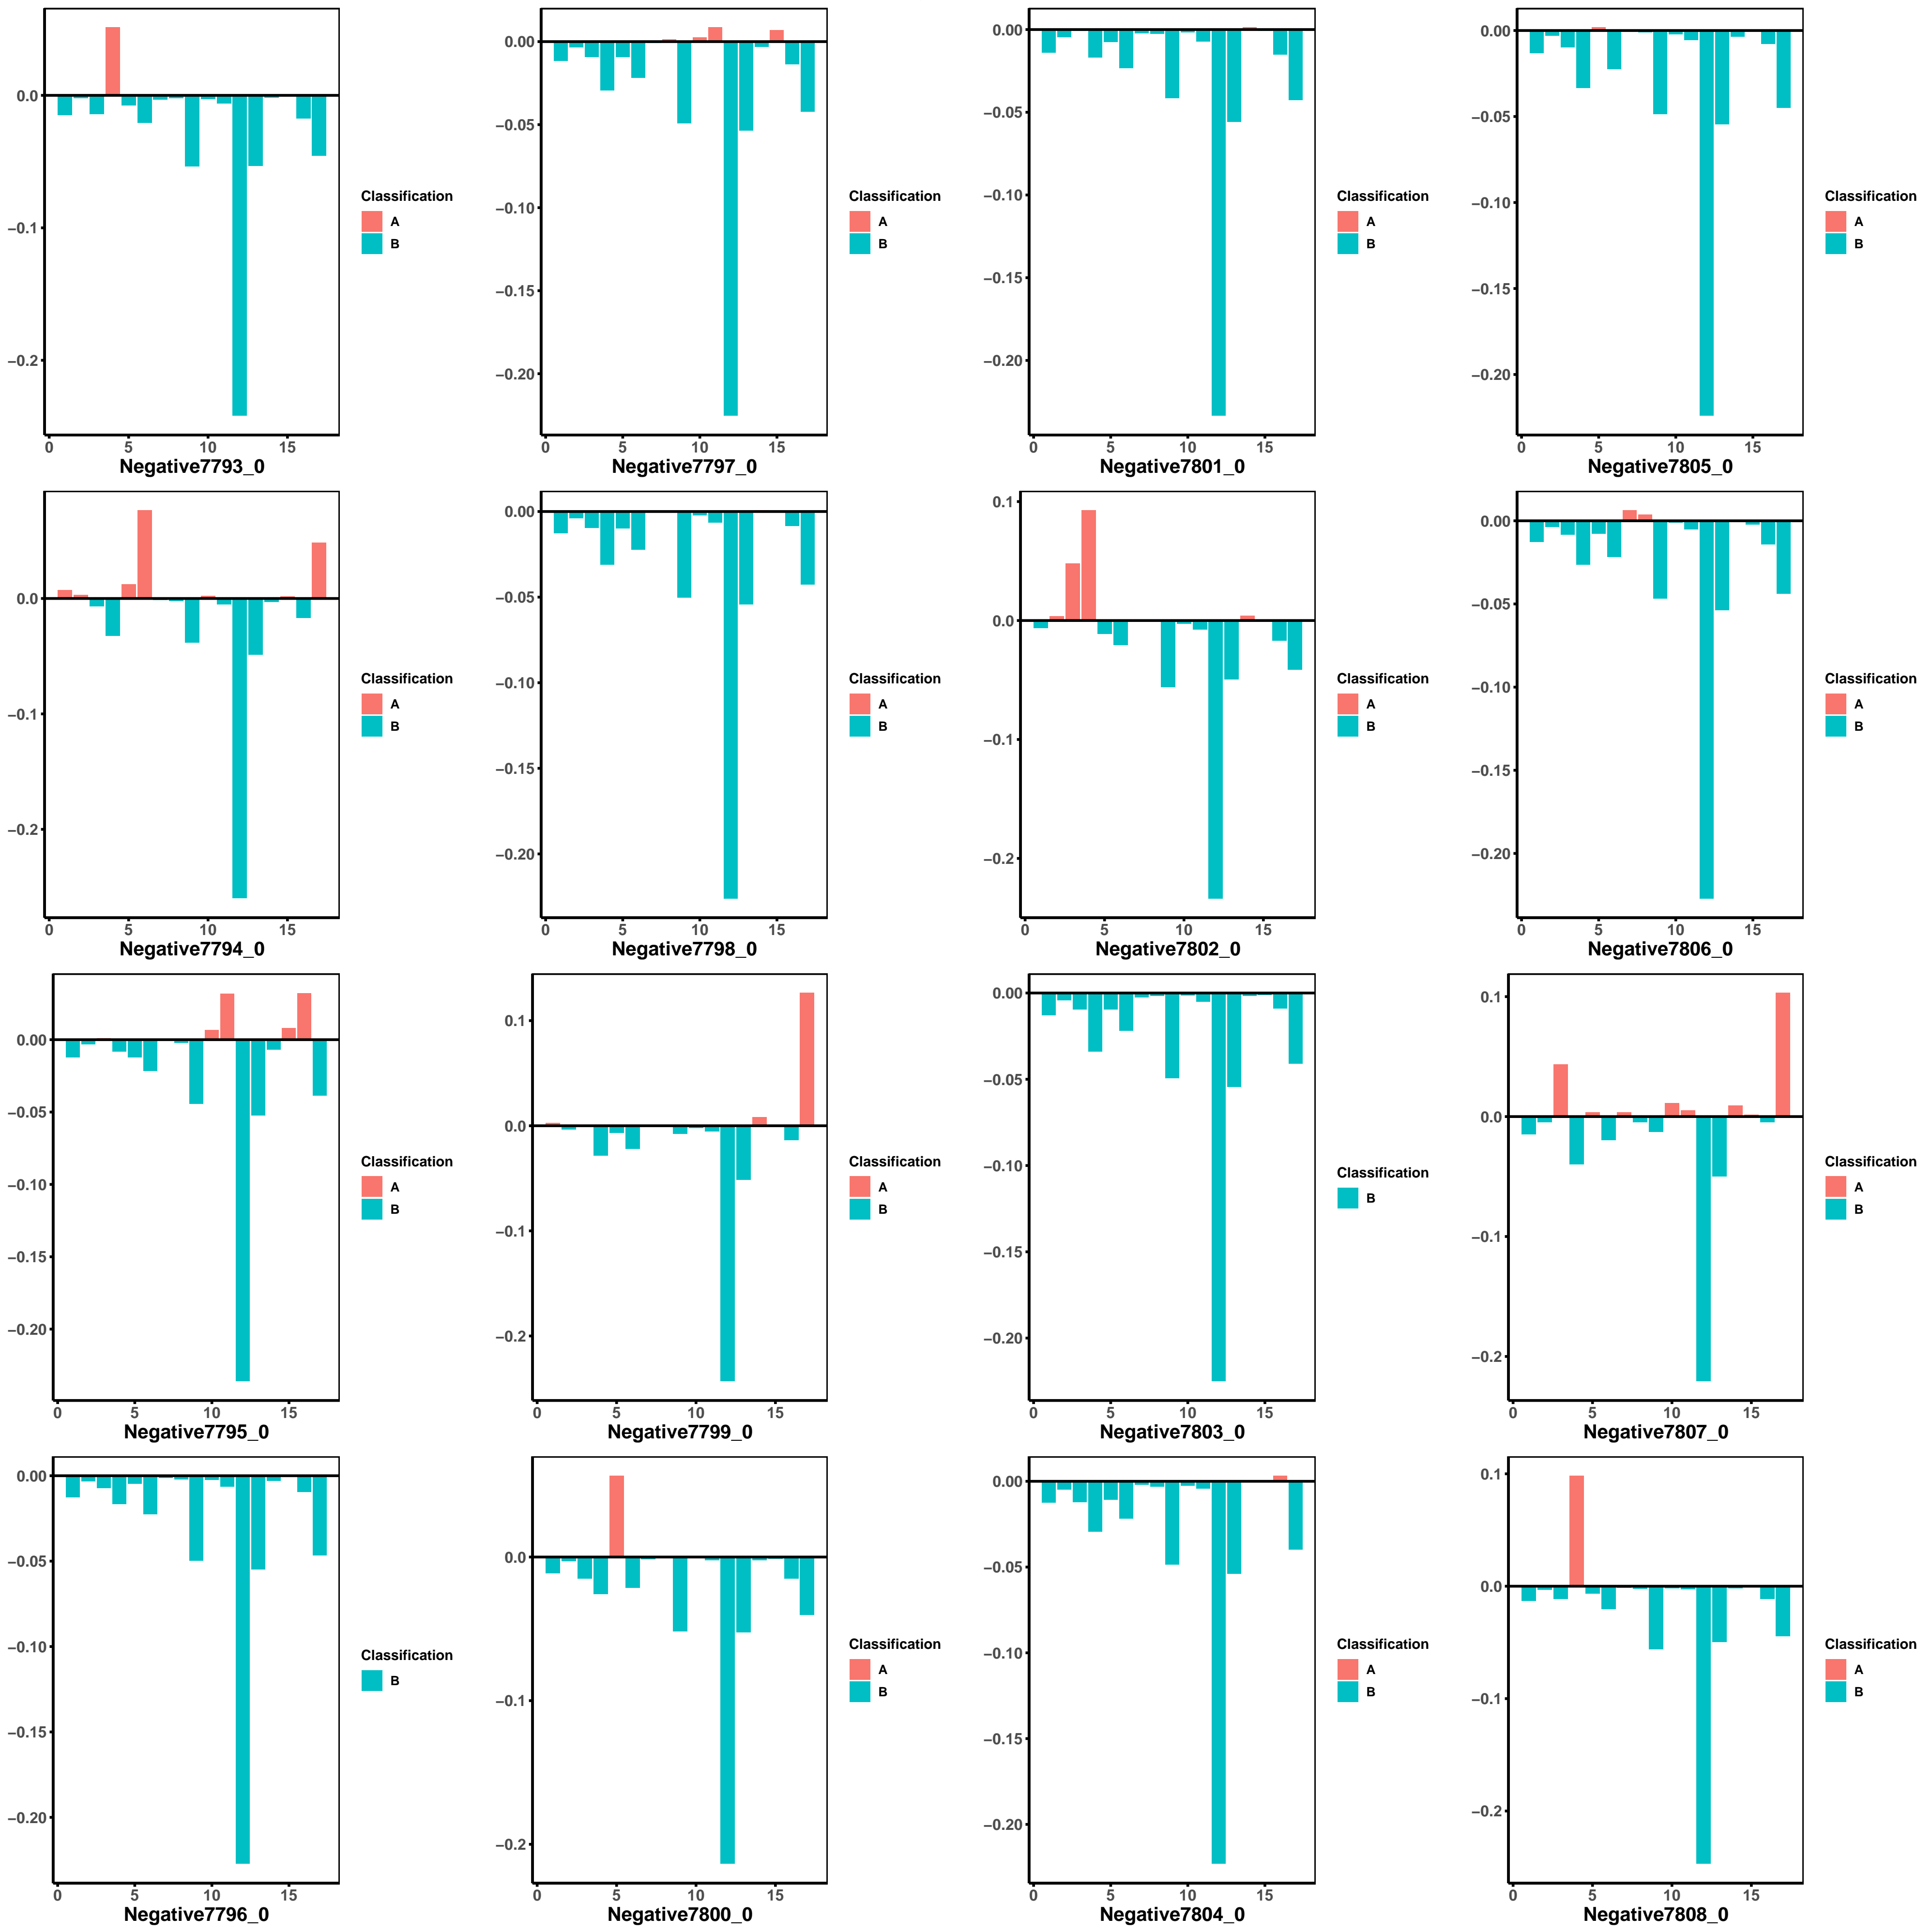 0.0
−0.1
−0.2
0 5 10 15
Negative7793_0
Classification
A
B
0.00
−0.05
−0.10
−0.15
−0.20
0 5 10 15
Negative7797_0
Classification
A
B
0.00
−0.05
−0.10
−0.15
−0.20
0 5 10 15
Negative7801_0
Classification
A
B
0.00
−0.05
−0.10
−0.15
−0.20
0 5 10 15
Negative7805_0
Classification
A
B
0.0
−0.1
−0.2
0 5 10 15
Negative7794_0
Classification
A
B
0.00
−0.05
−0.10
−0.15
−0.20
0 5 10 15
Negative7798_0
Classification
A
B
0.1
0.0
−0.1
−0.2
0 5 10 15
Negative7802_0
Classification
A
B
0.00
−0.05
−0.10
−0.15
−0.20
0 5 10 15
Negative7806_0
Classification
A
B
0.00
−0.05
−0.10
−0.15
−0.20
0 5 10 15
Negative7795_0
Classification
A
B
0.1
0.0
−0.1
−0.2
0 5 10 15
Negative7799_0
Classification
A
B
0.00
−0.05
−0.10
−0.15
−0.20
0 5 10 15
Negative7803_0
Classification
B
0.1
0.0
−0.1
−0.2
0 5 10 15
Negative7807_0
Classification
A
B
0.00
−0.05
−0.10
−0.15
−0.20
0 5 10 15
Negative7796_0
Classification
B
0.0
−0.1
−0.2
0 5 10 15
Negative7800_0
Classification
A
B
0.00
−0.05
−0.10
−0.15
−0.20
0 5 10 15
Negative7804_0
Classification
A
B
0.1
0.0
−0.1
−0.2
0 5 10 15
Negative7808_0
Classification
A
B